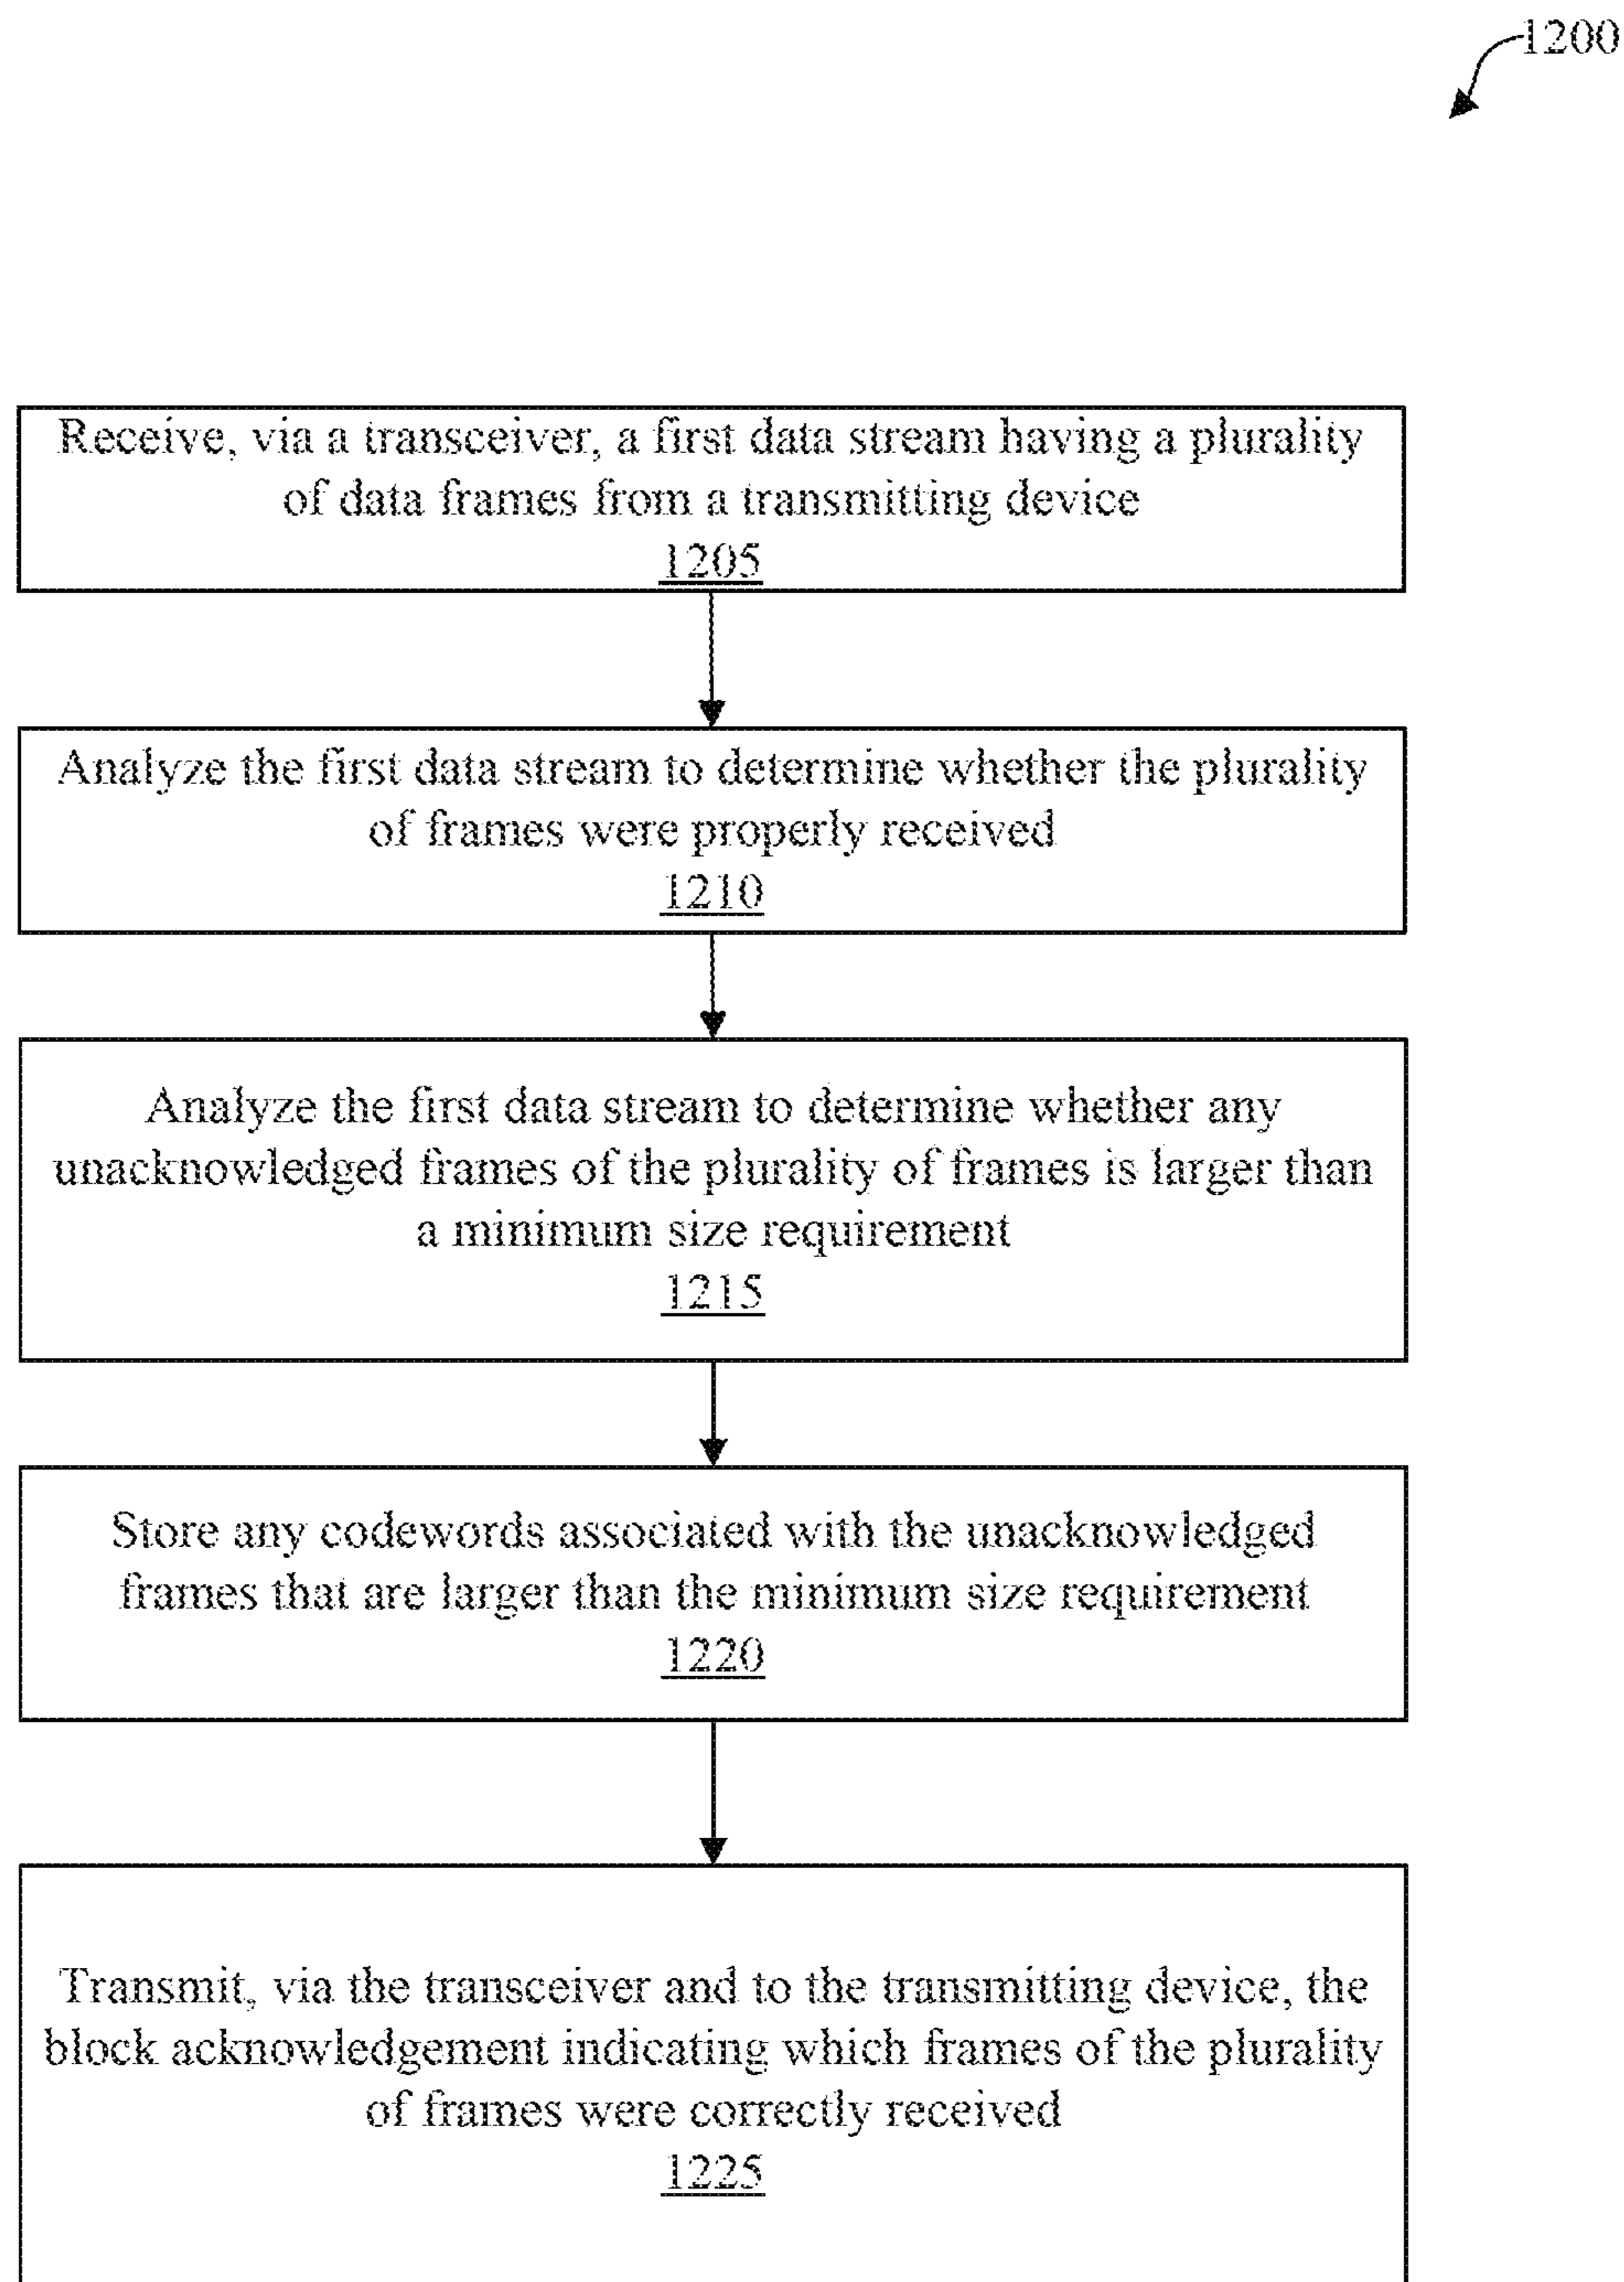 1200
Receive, via a transceiver, a first data stream having a plurality
of data frames from a transmitting device
1205
Analyze the first data stream to determine whether the plurality
of frames were properly received
1210
Analyze the first data stream to determine whether any
unacknowledged frames of the plurality of frames is larger than
a minimum size requirement
1215
Store any codewords associated with the unacknowledged
frames that are larger than the minimum size requirement
1220
Transmit, via the transceiver and to the transmitting device, the
block acknowledgement indicating which frames of the plurality
of frames were correctly received
1225